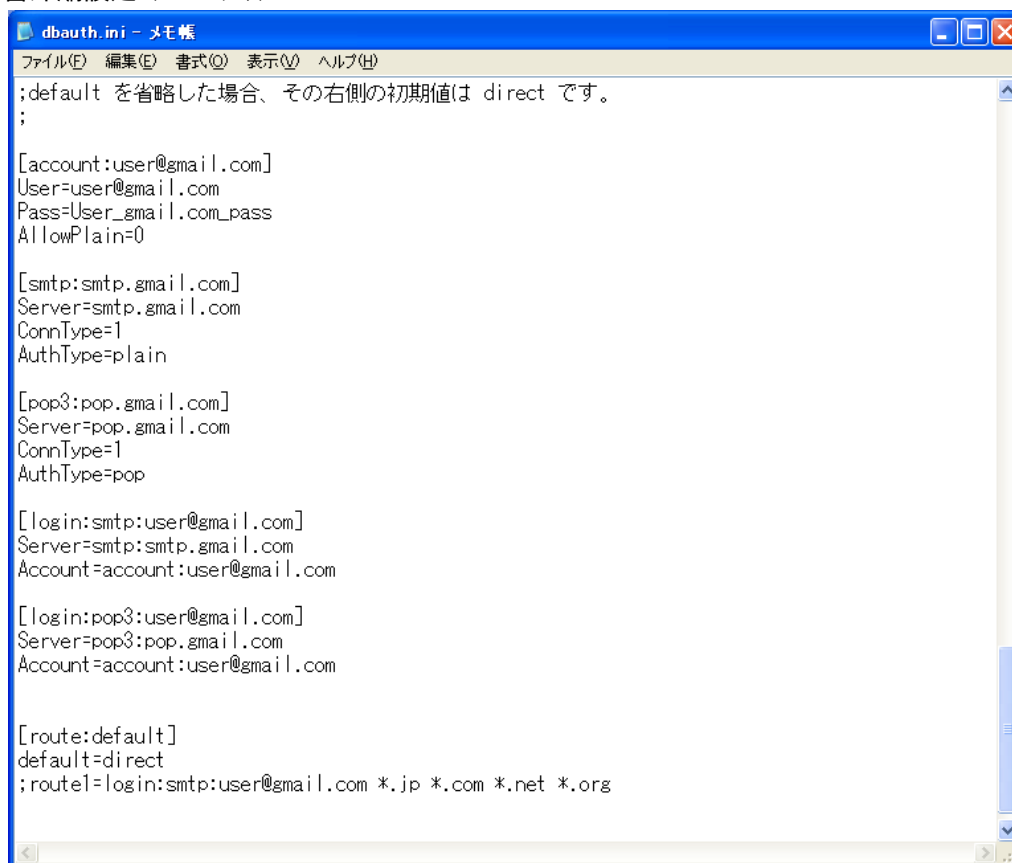 dbauth.ini - メモ帳
ファイル(F) 編集(E) 書式(O) 表示(V) ヘルプ(H)
;default を省略した場合、その右側の初期値は direct です。
;
[account:user@gmail.com]
User=user@gmail.com
Pass=User_gmail.com_pass
AllowPlain=0
[smtp:smtp.gmail.com]
Server=smtp.gmail.com
ConnType=1
AuthType=plain
[pop3:pop.gmail.com]
Server=pop.gmail.com
ConnType=1
AuthType=pop
[login:smtp:user@gmail.com]
Server=smtp:smtp.gmail.com
Account=account:user@gmail.com
[login:pop3:user@gmail.com]
Server=pop3:pop.gmail.com
Account=account:user@gmail.com
[route:default]
default=direct
;route1=login:smtp:user@gmail.com *.jp *.com *.net *.org